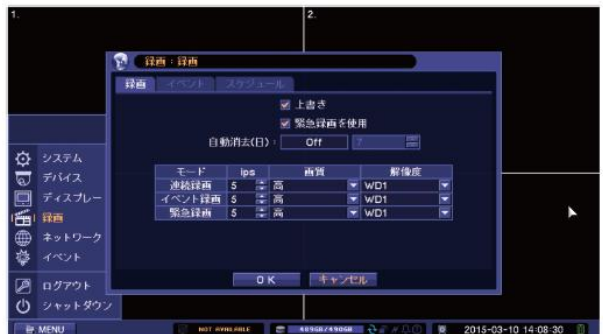 1.
2.
録画 : 録画
録画 イベント スケジュール
上書き
緊急録画を使用
自動消去(日) : Off 7
モード ips 画質 解像度
連続録画 5 高 WD1
イベント録画 5 高 WD1
緊急録画 5 高 WD1
OK キャンセル
システム
デバイス
ディスプレー
録画
ネットワーク
イベント
ログアウト
シャットダウン
MENU NOT AVAILABLE 489GB/490GB 2015-03-10 14:08:30